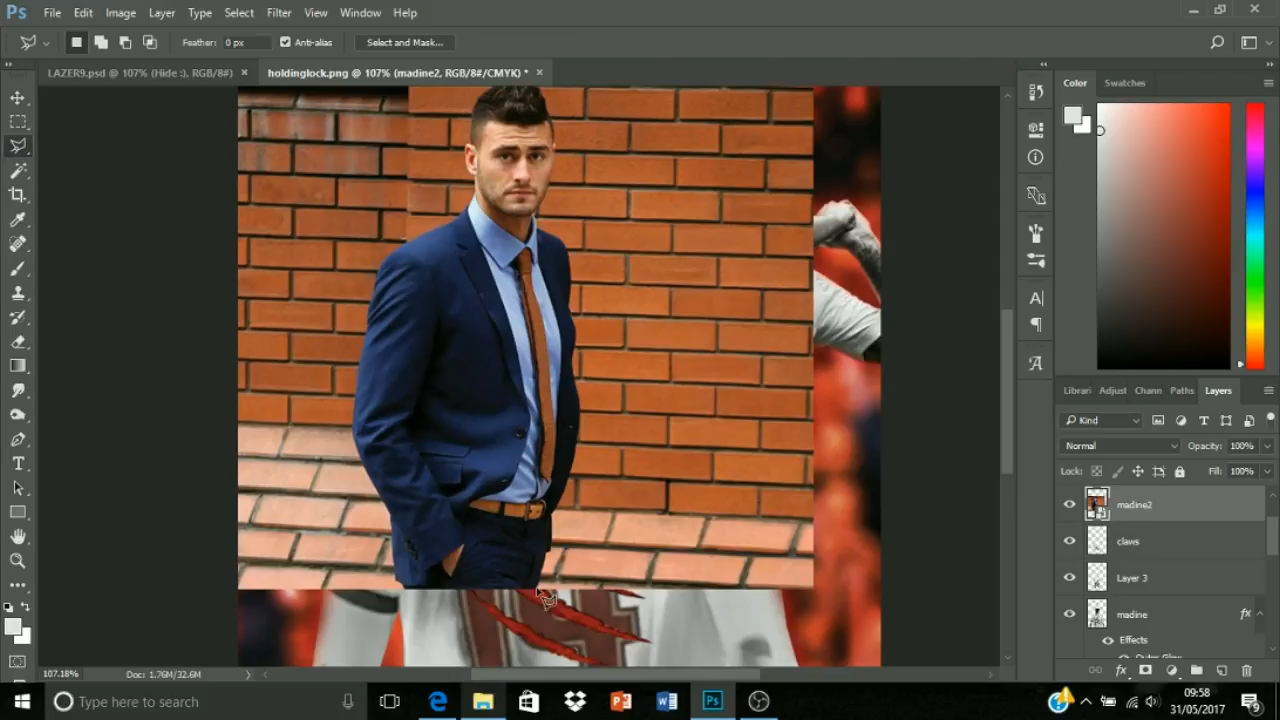 Ps File Edit Image Layer Type Select Filter View Window Help
Feather: 0 px Anti-alias Select and Mask...
LAZER9.psd @ 107% (Hide :), RGB/8#) × holdinglock.png @ 107% (madine2, RGB/8#/CMYK) * ×
Color Swatches
Librari Adjust Chann Paths Layers
Kind
Normal Opacity: 100%
Lock: Fill: 100%
madine2
claws
Layer 3
madine fx
Effects
Outer Glow
107.18% Doc: 1.76M/32.6M
Type here to search
09:58
31/05/2017